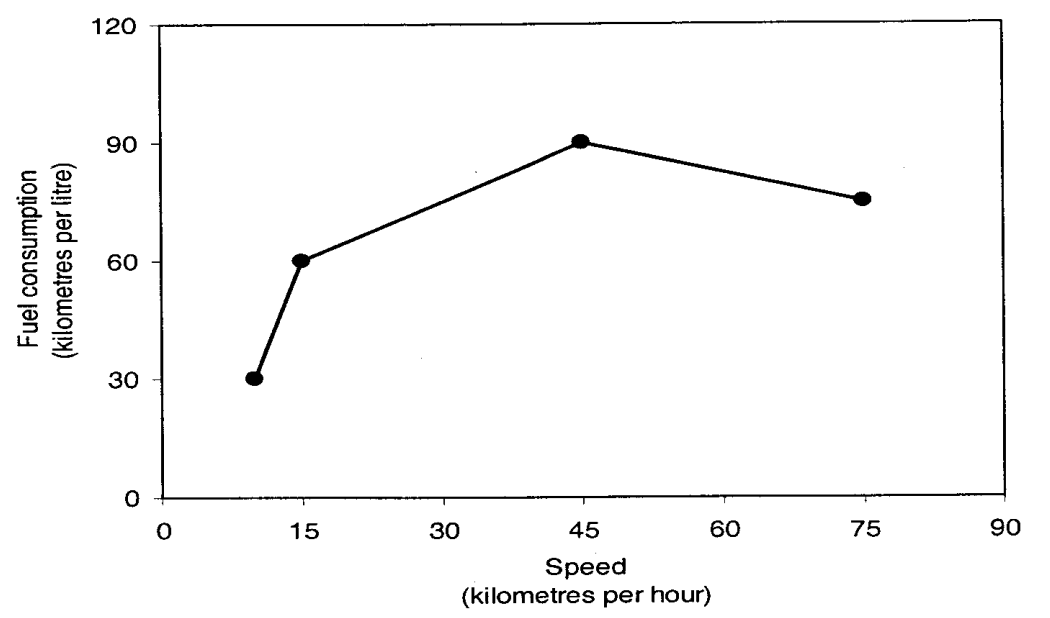 120
90
60
30
0
Fuel consumption
(kilometres per litre)
0 15 30 45 60 75 90
Speed
(kilometres per hour)